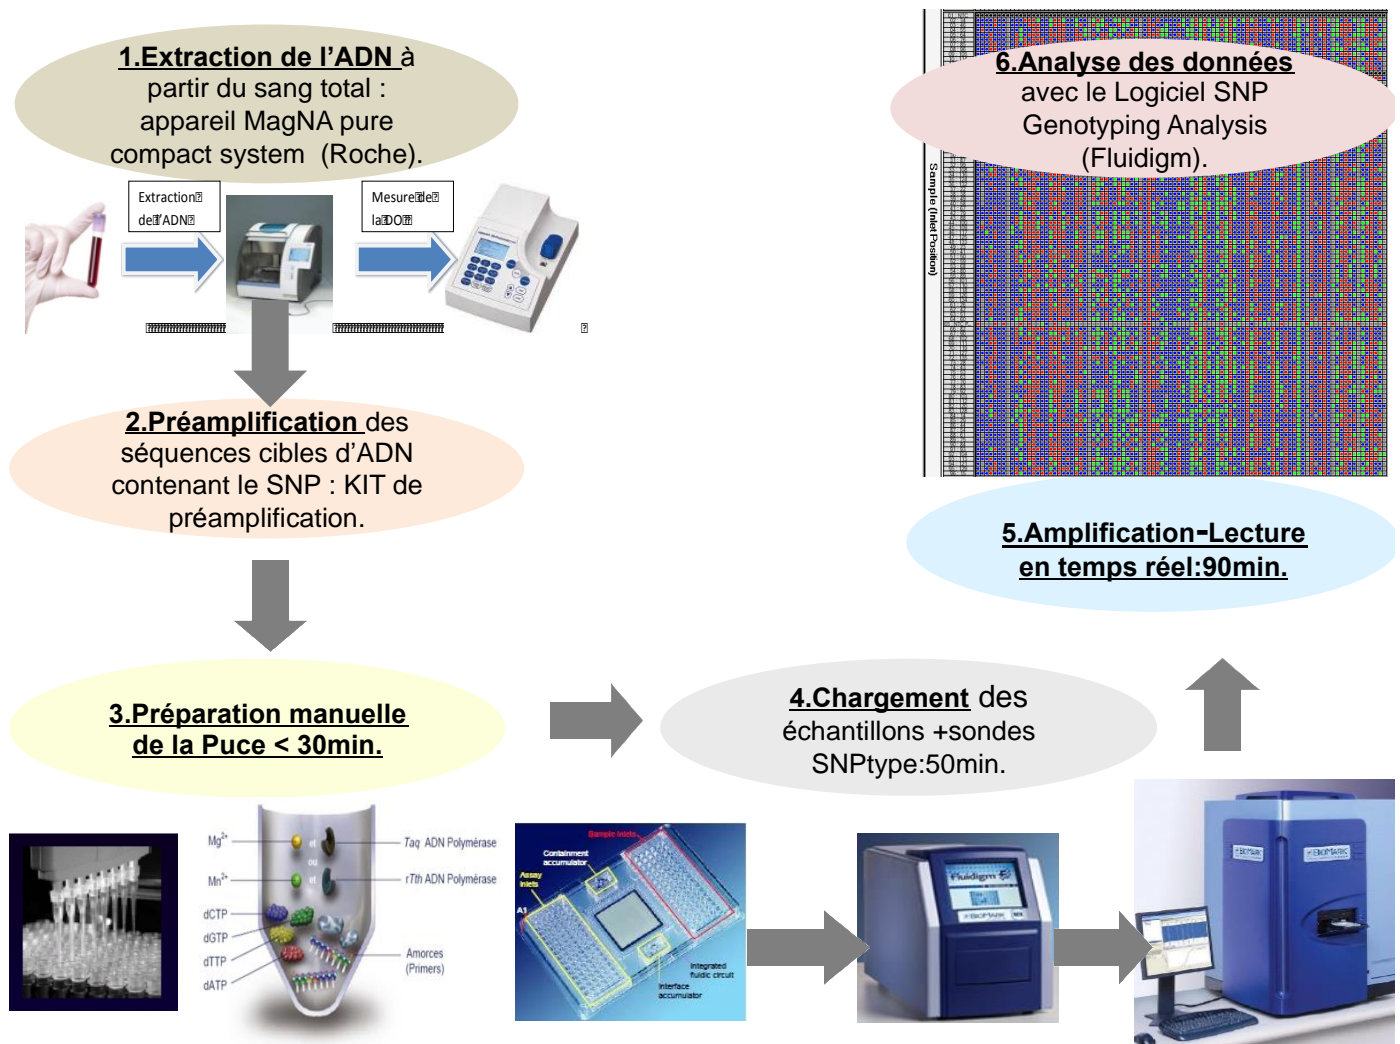 1.Extraction de l'ADN à
partir du sang total :
appareil MagNA pure
compact system (Roche).
Extraction
de l'ADN
Mesure de
la DO
2.Préamplification des
séquences cibles d'ADN
contenant le SNP : KIT de
préamplification.
3.Préparation manuelle
de la Puce < 30min.
Mg2+
et
Taq ADN Polymérase
ou
Mn2+
et
rTth ADN Polymérase
dCTP
dGTP
dTTP
dATP
Amorces
(Primers)
4.Chargement des
échantillons +sondes
SNPtype:50min.
Sample Inlets
Containment
accumulator
Assay
Inlets
A1
Integrated
fluidic circuit
Interface
accumulator
Fluidigm
BIOMARK
5.Amplification-Lecture
en temps réel:90min.
BIOMARK
BIOMARK
6.Analyse des données
avec le Logiciel SNP
Genotyping Analysis
(Fluidigm).
Sample (Inlet Position)